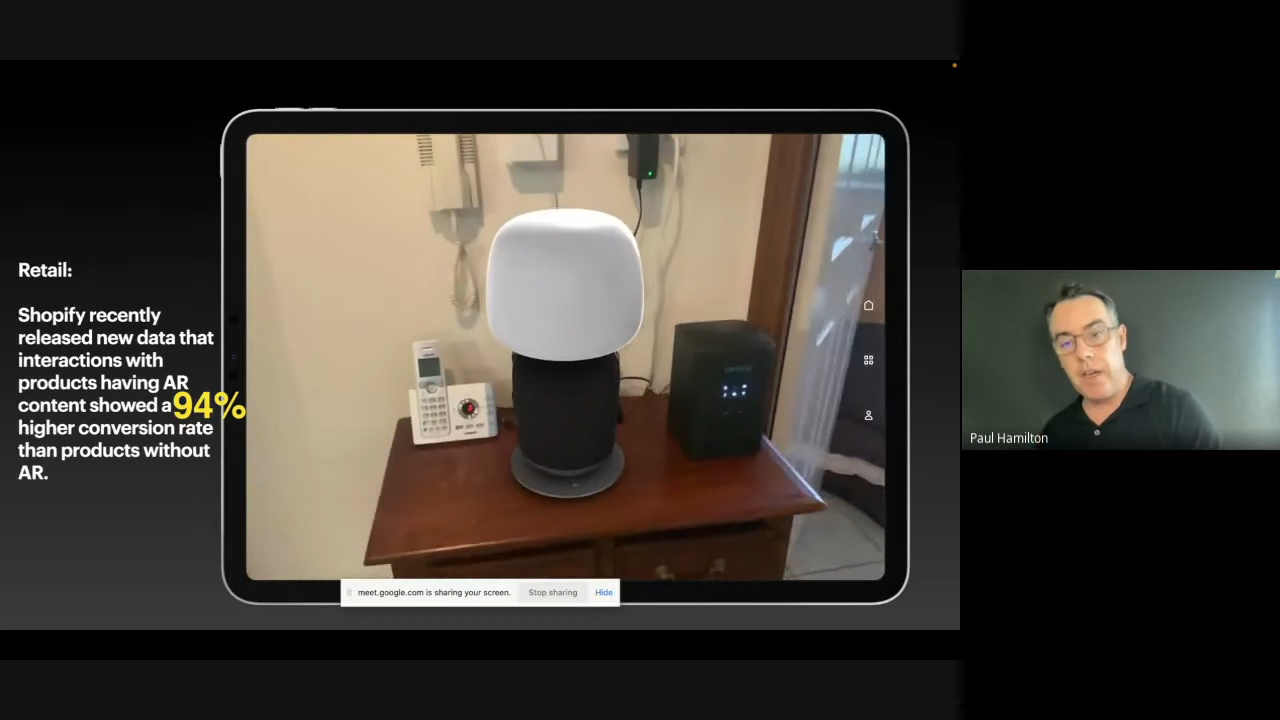 Retail:
Shopify recently
released new data that
interactions with
products having AR
content showed a 94%
higher conversion rate
than products without
AR.
meet.google.com is sharing your screen. Stop sharing Hide
Paul Hamilton